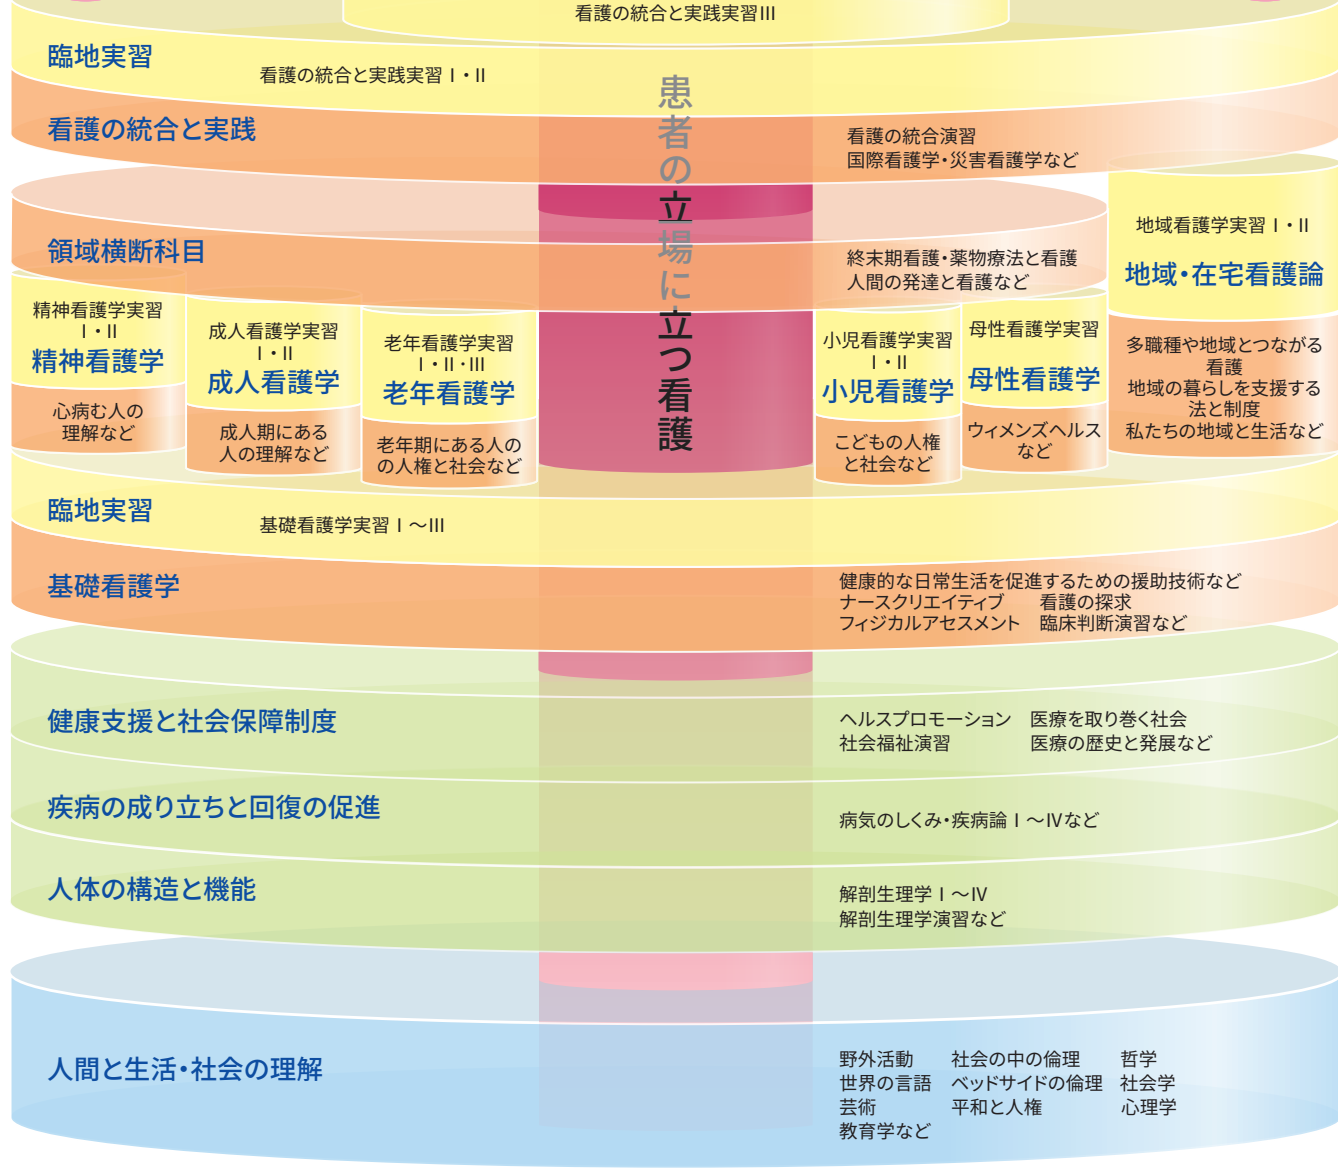 看護の統合と実践実習III
臨地実習
看護の統合と実践実習 I・II
看護の統合と実践
看護の統合演習
国際看護学・災害看護学など
患者の立場に立つ看護
領域横断科目
終末期看護・薬物療法と看護
人間の発達と看護など
地域看護学実習 I・II
地域・在宅看護論
多職種や地域とつながる
看護
地域の暮らしを支援する
法と制度
私たちの地域と生活など
精神看護学実習
I・II
精神看護学
心病む人の
理解など
成人看護学実習
I・II
成人看護学
成人期にある
人の理解など
老年看護学実習
I・II・III
老年看護学
老年期にある人の
の人権と社会など
小児看護学実習
I・II
小児看護学
こどもの人権
と社会など
母性看護学実習
母性看護学
ウィメンズヘルス
など
臨地実習
基礎看護学実習 I ～III
基礎看護学
健康的な日常生活を促進するための援助技術など
ナースクリエイティブ 看護の探求
フィジカルアセスメント 臨床判断演習など
健康支援と社会保障制度
ヘルスプロモーション 医療を取り巻く社会
社会福祉演習 医療の歴史と発展など
疾病の成り立ちと回復の促進
病気のしくみ・疾病論 I ～IVなど
人体の構造と機能
解剖生理学 I ～IV
解剖生理学演習など
人間と生活・社会の理解
野外活動 社会の中の倫理 哲学
世界の言語 ベッドサイドの倫理 社会学
芸術 平和と人権 心理学
教育学など